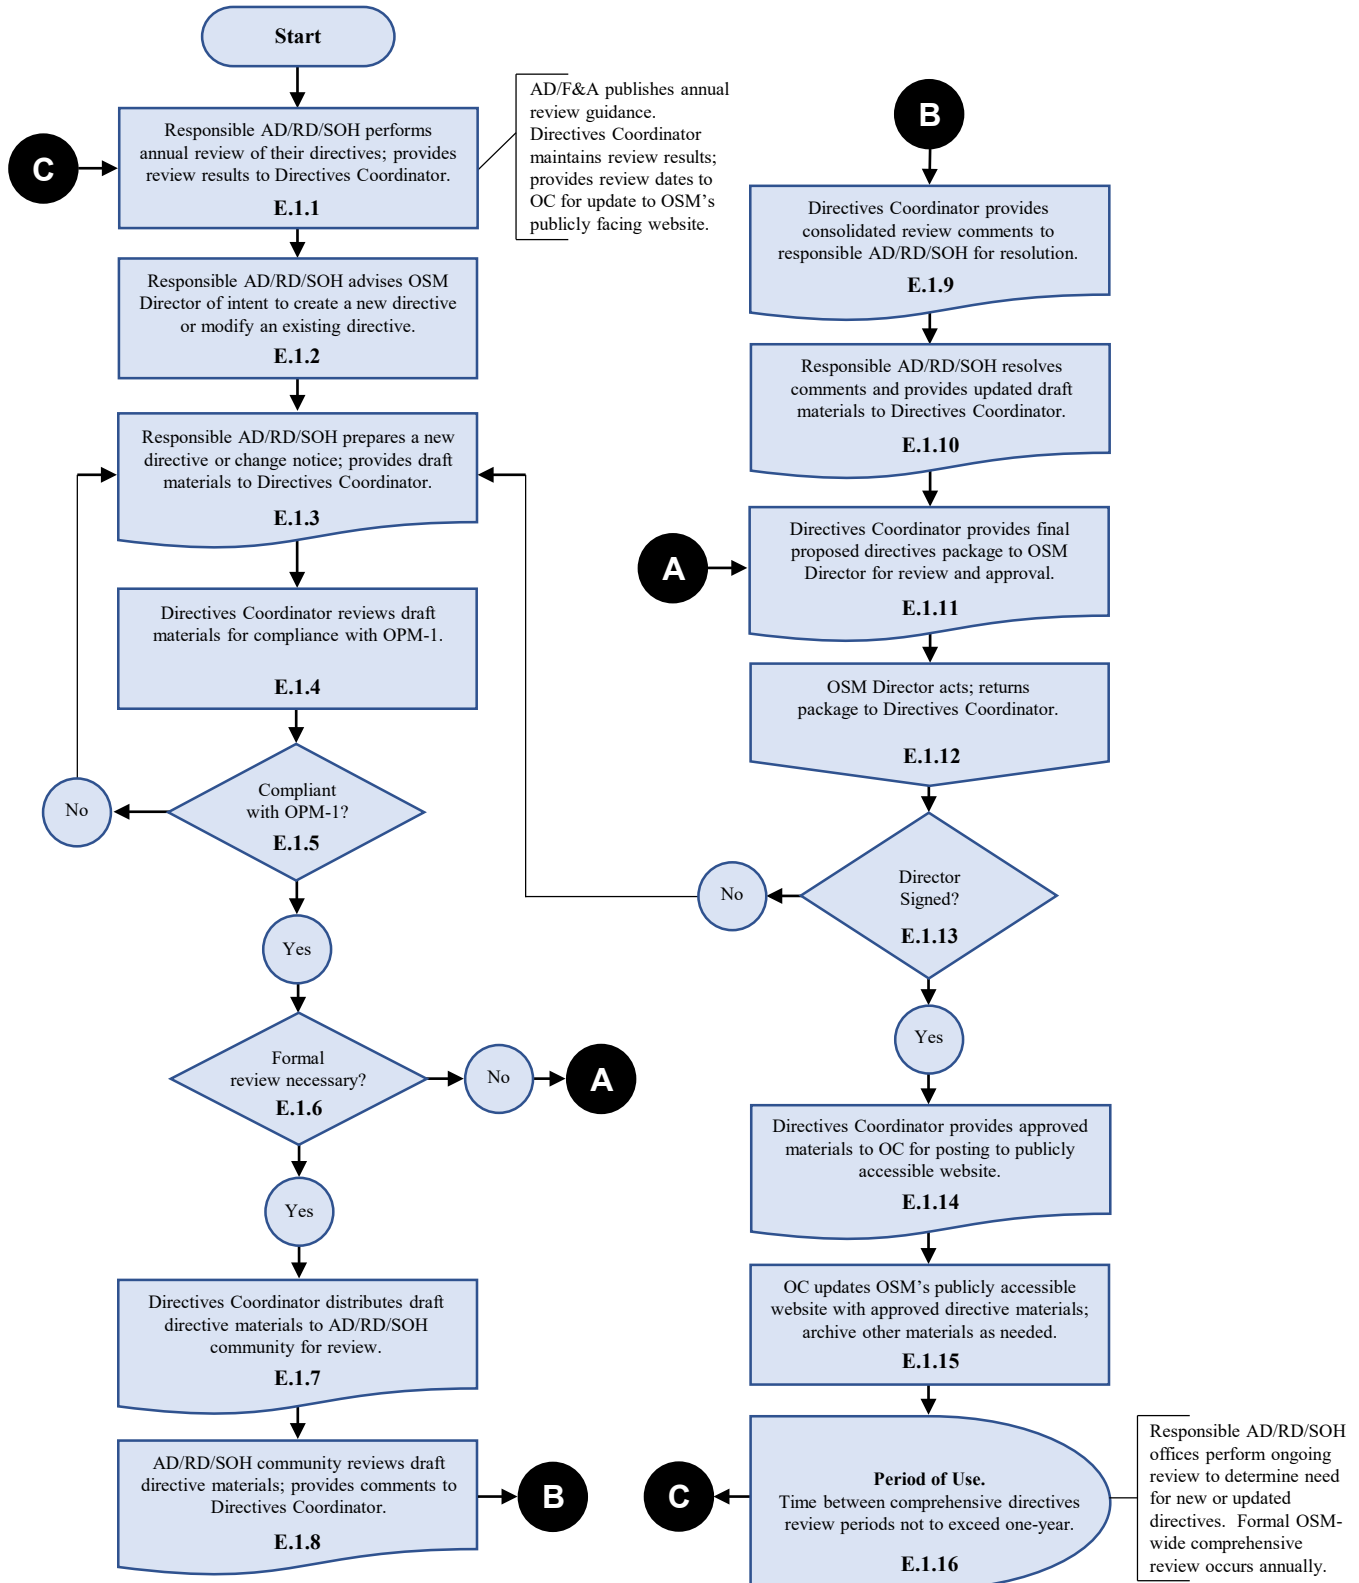 Start
C
Responsible AD/RD/SOH performs
annual review of their directives; provides
review results to Directives Coordinator.
E.1.1
AD/F&A publishes annual
review guidance.
Directives Coordinator
maintains review results;
provides review dates to
OC for update to OSM’s
publicly facing website.
Responsible AD/RD/SOH advises OSM
Director of intent to create a new directive
or modify an existing directive.
E.1.2
Responsible AD/RD/SOH prepares a new
directive or change notice; provides draft
materials to Directives Coordinator.
E.1.3
Directives Coordinator reviews draft
materials for compliance with OPM-1.
E.1.4
Compliant
with OPM-1?
E.1.5
No
Yes
Formal
review necessary?
E.1.6
No
A
Yes
Directives Coordinator distributes draft
directive materials to AD/RD/SOH
community for review.
E.1.7
AD/RD/SOH community reviews draft
directive materials; provides comments to
Directives Coordinator.
E.1.8
B
B
Directives Coordinator provides
consolidated review comments to
responsible AD/RD/SOH for resolution.
E.1.9
Responsible AD/RD/SOH resolves
comments and provides updated draft
materials to Directives Coordinator.
E.1.10
A
Directives Coordinator provides final
proposed directives package to OSM
Director for review and approval.
E.1.11
OSM Director acts; returns
package to Directives Coordinator.
E.1.12
Director
Signed?
E.1.13
No
Yes
Directives Coordinator provides approved
materials to OC for posting to publicly
accessible website.
E.1.14
OC updates OSM’s publicly accessible
website with approved directive materials;
archive other materials as needed.
E.1.15
C
Period of Use.
Time between comprehensive directives
review periods not to exceed one-year.
E.1.16
Responsible AD/RD/SOH
offices perform ongoing
review to determine need
for new or updated
directives.  Formal OSM-
wide comprehensive
review occurs annually.